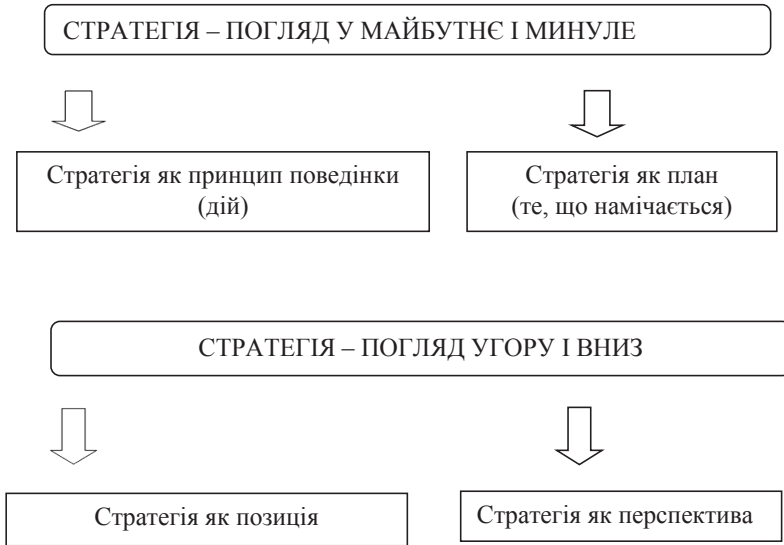 СТРАТЕГІЯ – ПОГЛЯД У МАЙБУТНЄ І МИНУЛЕ
Стратегія як принцип поведінки
(дій)
Стратегія як план
(те, що намічається)
СТРАТЕГІЯ – ПОГЛЯД УГОРУ І ВНИЗ
Стратегія як позиція
Стратегія як перспектива